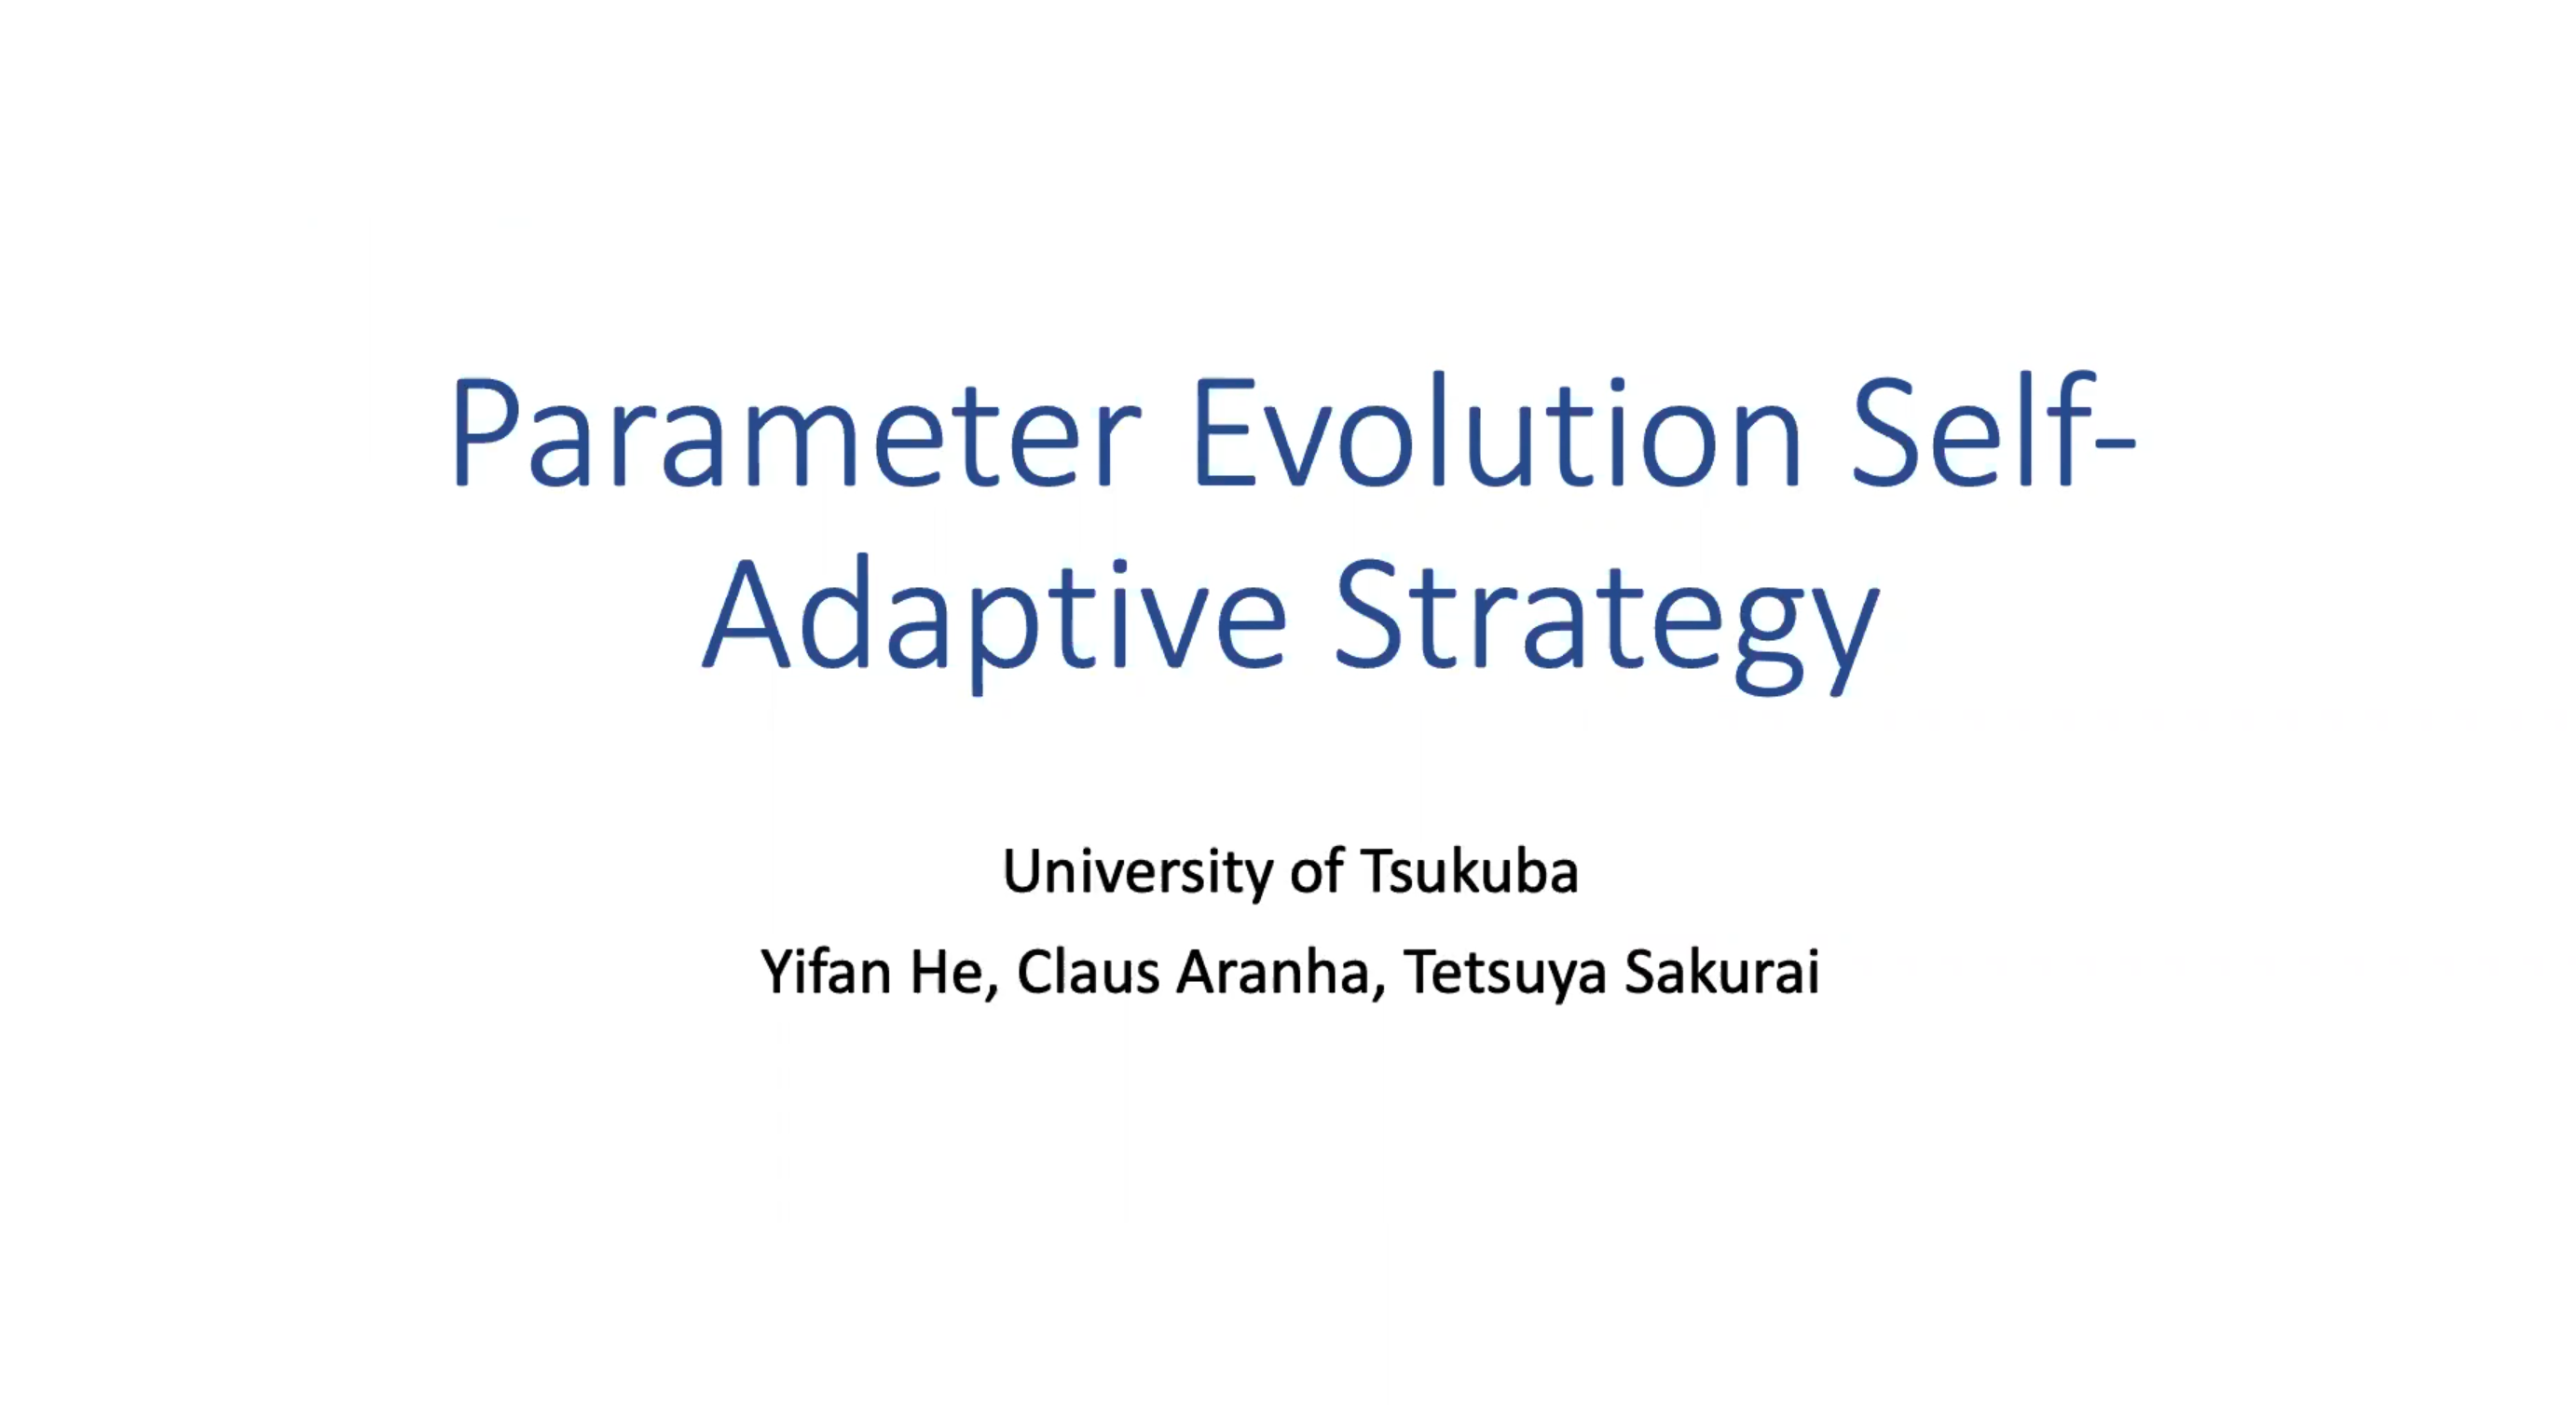 Parameter Evolution Self-
Adaptive Strategy
University of Tsukuba
Yifan He, Claus Aranha, Tetsuya Sakurai